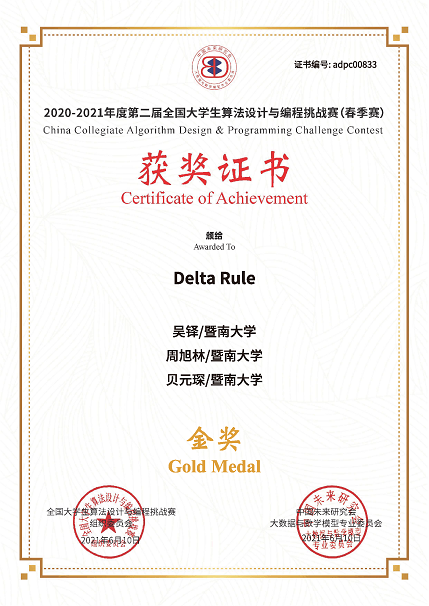 证书编号: adpc00833
2020-2021年度第二届全国大学生算法设计与编程挑战赛(春季赛)
China Collegiate Algorithm Design & Programming Challenge Contest
获奖证书
Certificate of Achievement
颁给
Awarded To
Delta Rule
吴铎/暨南大学
周旭林/暨南大学
贝元琛/暨南大学
金奖
Gold Medal
全国大学生算法设计与编程挑战赛
组织委员会
2021年6月10日
中国未来研究会
大数据与数学模型专业委员会
2021年6月10日